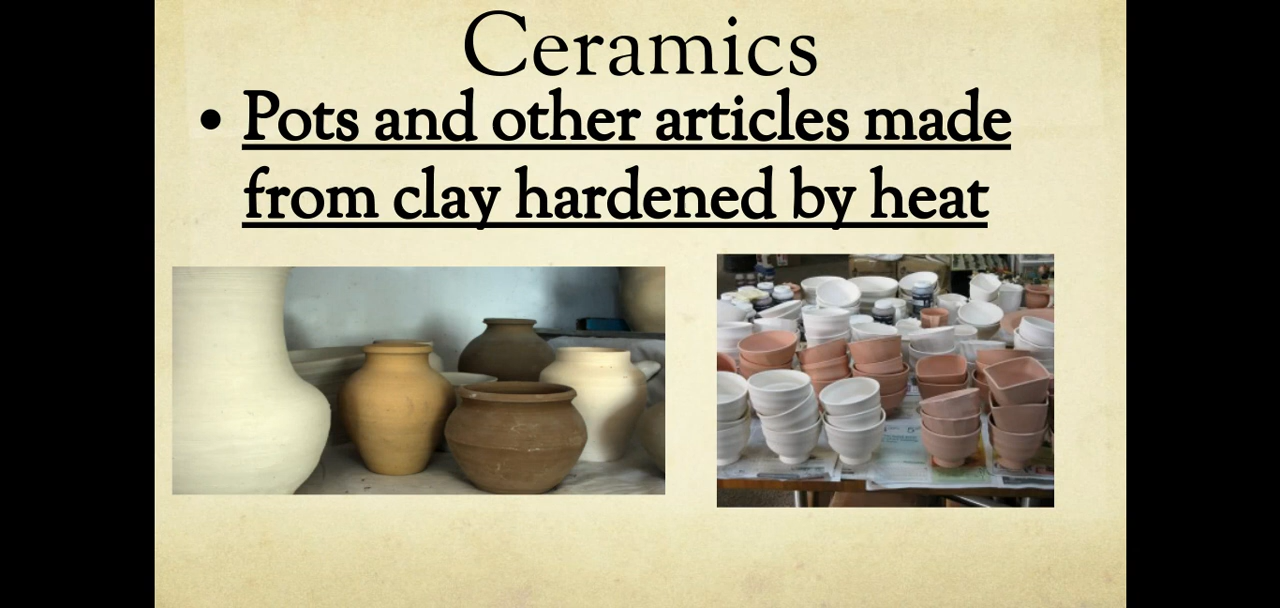 Ceramics
• Pots and other articles made
from clay hardened by heat